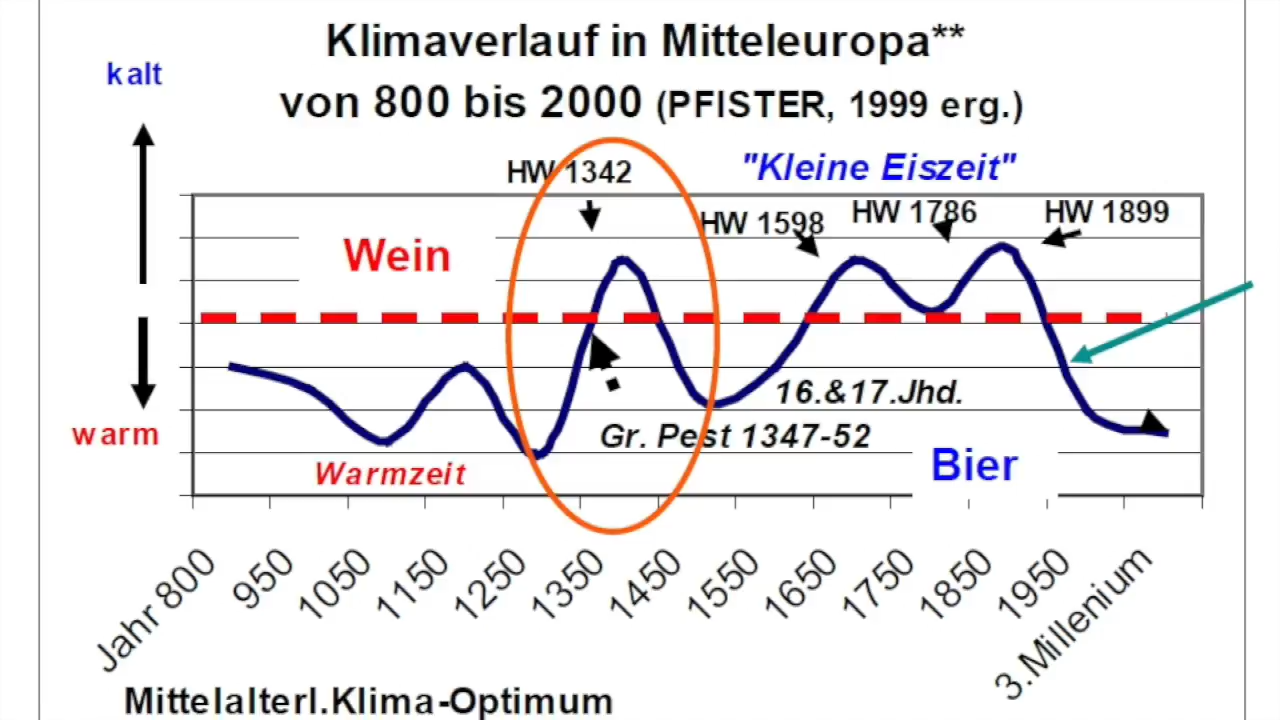 Klimaverlauf in Mitteleuropa**
kalt
von 800 bis 2000 (PFISTER, 1999 erg.)
HW 1342
"Kleine Eiszeit"
HW 1598
HW 1786
HW 1899
Wein
16.&17.Jhd.
warm
Gr. Pest 1347-52
Warmzeit
Bier
Jahr 800
950
1050
1150
1250
1350
1450
1550
1650
1750
1850
1950
3.Millenium
Mittelalterl.Klima-Optimum